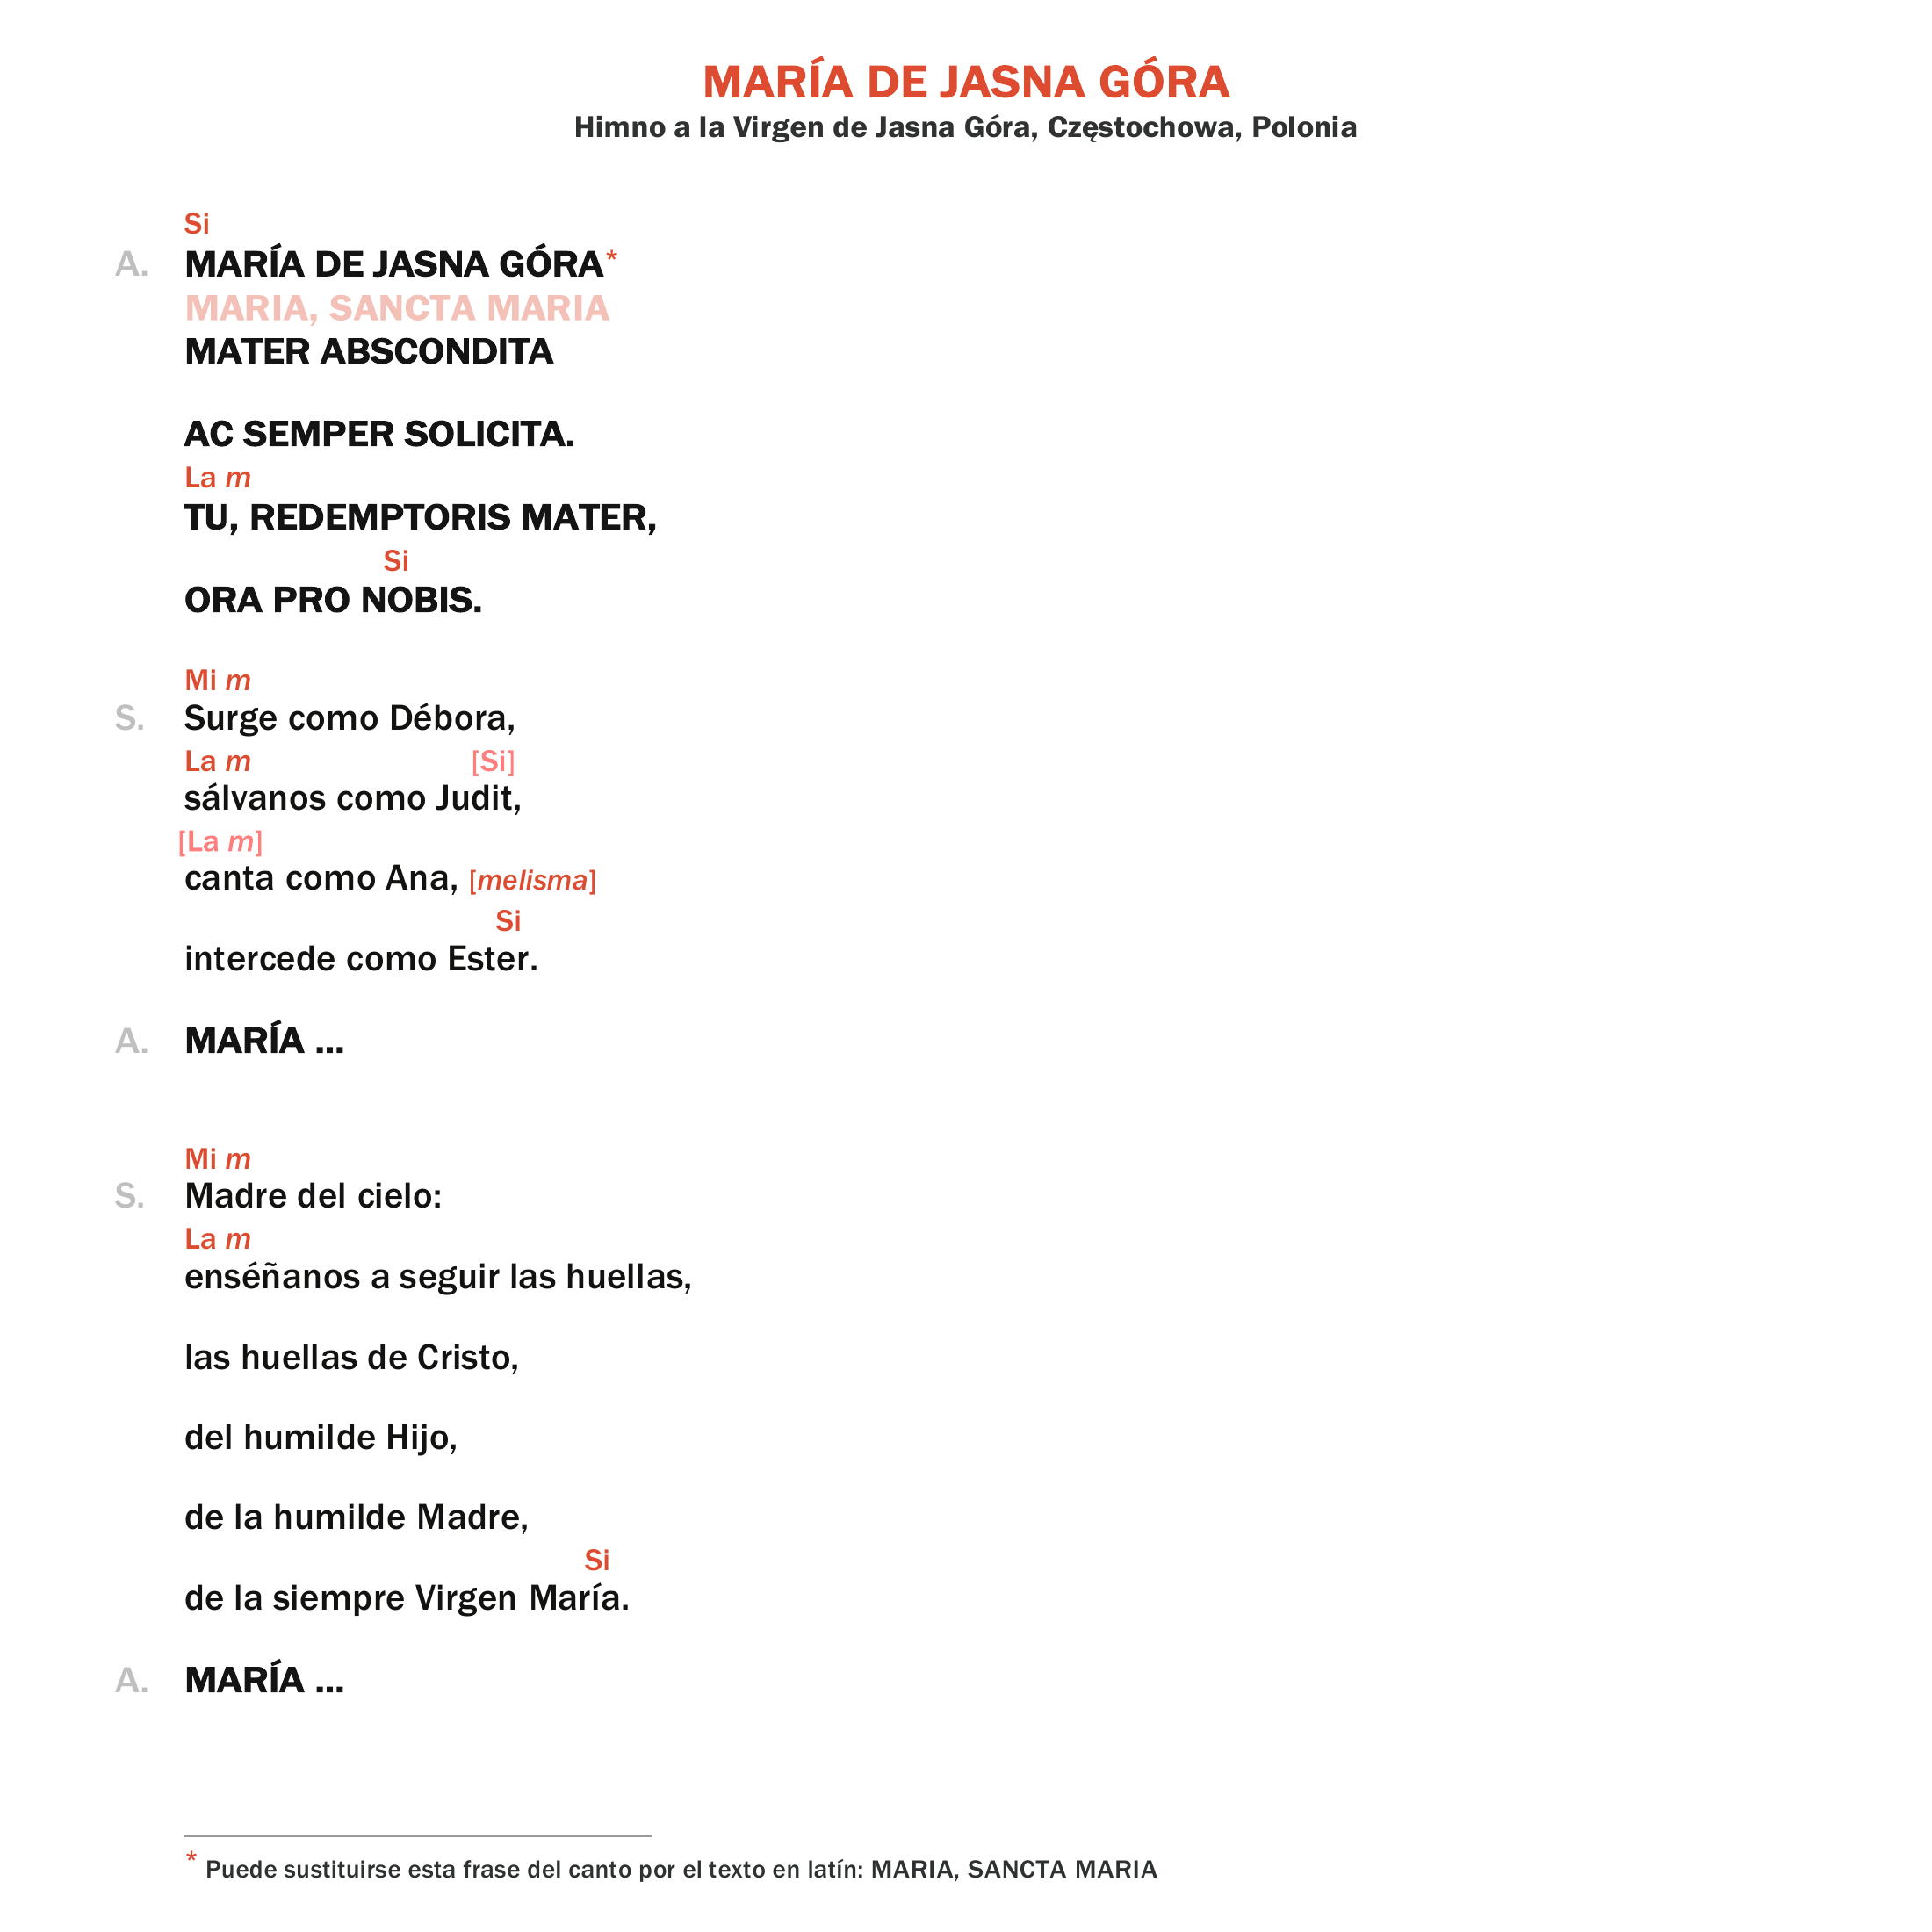 MARÍA DE JASNA GÓRA
Himno a la Virgen de Jasna Góra, Częstochowa, Polonia
Si
A. MARÍA DE JASNA GÓRA*
MARIA, SANCTA MARIA
MATER ABSCONDITA
AC SEMPER SOLICITA.
La m
TU, REDEMPTORIS MATER,
Si
ORA PRO NOBIS.
Mi m
S. Surge como Débora,
La m [Si]
sálvanos como Judit,
[La m]
canta como Ana, [melisma]
Si
intercede como Ester.
A. MARÍA ...
Mi m
S. Madre del cielo:
La m
enséñanos a seguir las huellas,
las huellas de Cristo,
del humilde Hijo,
de la humilde Madre,
Si
de la siempre Virgen María.
A. MARÍA ...
* Puede sustituirse esta frase del canto por el texto en latín: MARIA, SANCTA MARIA